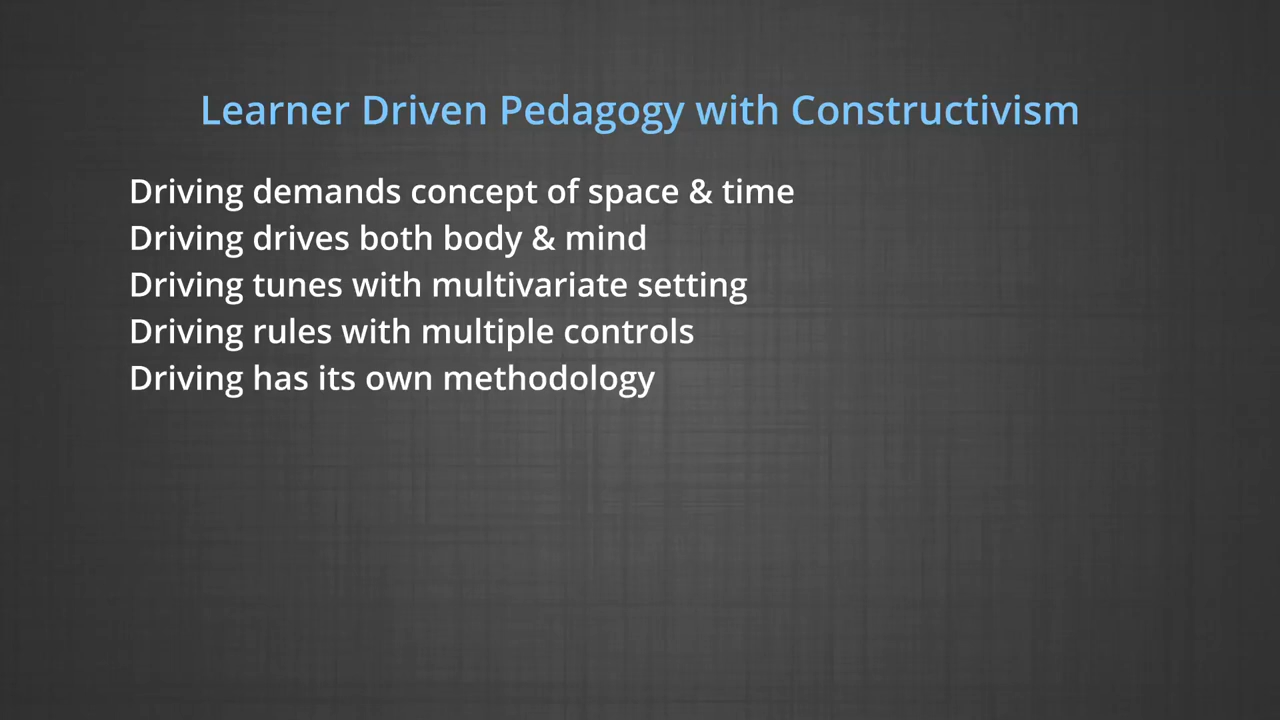 Learner Driven Pedagogy with Constructivism
Driving demands concept of space & time
Driving drives both body & mind
Driving tunes with multivariate setting
Driving rules with multiple controls
Driving has its own methodology